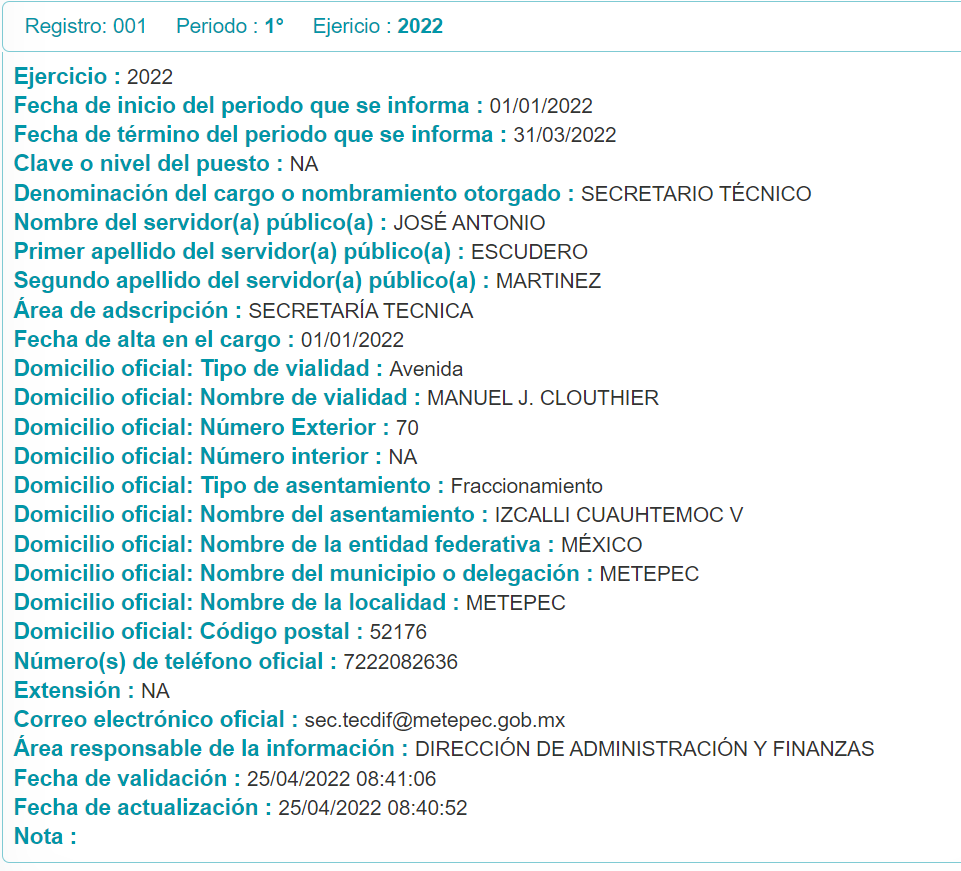 Registro: 001 Periodo : 1° Ejericio : 2022
Ejercicio : 2022
Fecha de inicio del periodo que se informa : 01/01/2022
Fecha de término del periodo que se informa : 31/03/2022
Clave o nivel del puesto : NA
Denominación del cargo o nombramiento otorgado : SECRETARIO TÉCNICO
Nombre del servidor(a) público(a) : JOSÉ ANTONIO
Primer apellido del servidor(a) público(a) : ESCUDERO
Segundo apellido del servidor(a) público(a) : MARTINEZ
Área de adscripción : SECRETARÍA TECNICA
Fecha de alta en el cargo : 01/01/2022
Domicilio oficial: Tipo de vialidad : Avenida
Domicilio oficial: Nombre de vialidad : MANUEL J. CLOUTHIER
Domicilio oficial: Número Exterior : 70
Domicilio oficial: Número interior : NA
Domicilio oficial: Tipo de asentamiento : Fraccionamiento
Domicilio oficial: Nombre del asentamiento : IZCALLI CUAUHTEMOC V
Domicilio oficial: Nombre de la entidad federativa : MÉXICO
Domicilio oficial: Nombre del municipio o delegación : METEPEC
Domicilio oficial: Nombre de la localidad : METEPEC
Domicilio oficial: Código postal : 52176
Número(s) de teléfono oficial : 7222082636
Extensión : NA
Correo electrónico oficial : sec.tecdif@metepec.gob.mx
Área responsable de la información : DIRECCIÓN DE ADMINISTRACIÓN Y FINANZAS
Fecha de validación : 25/04/2022 08:41:06
Fecha de actualización : 25/04/2022 08:40:52
Nota :